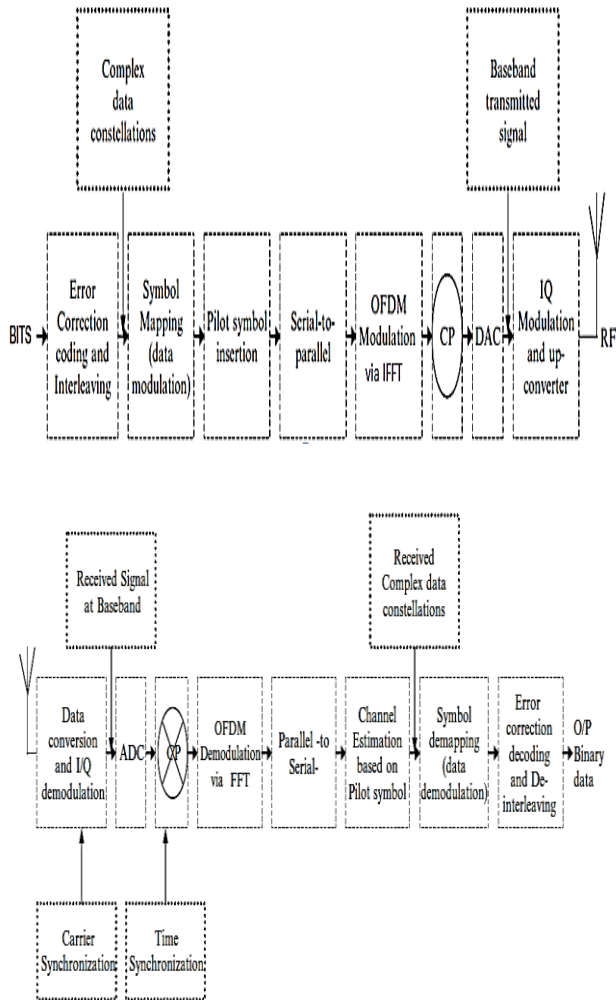 Complex
data
constellations
Baseband
transmitted
signal
BITS
Error
Correction
coding and
Interleaving
Symbol
Mapping
(data
modulation)
Pilot symbol
insertion
Serial-to-
parallel
OFDM
Modulation
via IFFT
CP
DAC
IQ
Modulation
and up-
converter
RF
Received Signal
at Baseband
Received
Complex data
constellations
Data
conversion
and I/Q
demodulation
ADC
CP
OFDM
Demodulation
via FFT
Parallel -to
Serial-
Channel
Estimation
based on
Pilot symbol
Symbol
demapping
(data
demodulation)
Error
correction
decoding
and De-
interleaving
O/P
Binary
data
Carrier
Synchronization
Time
Synchronization